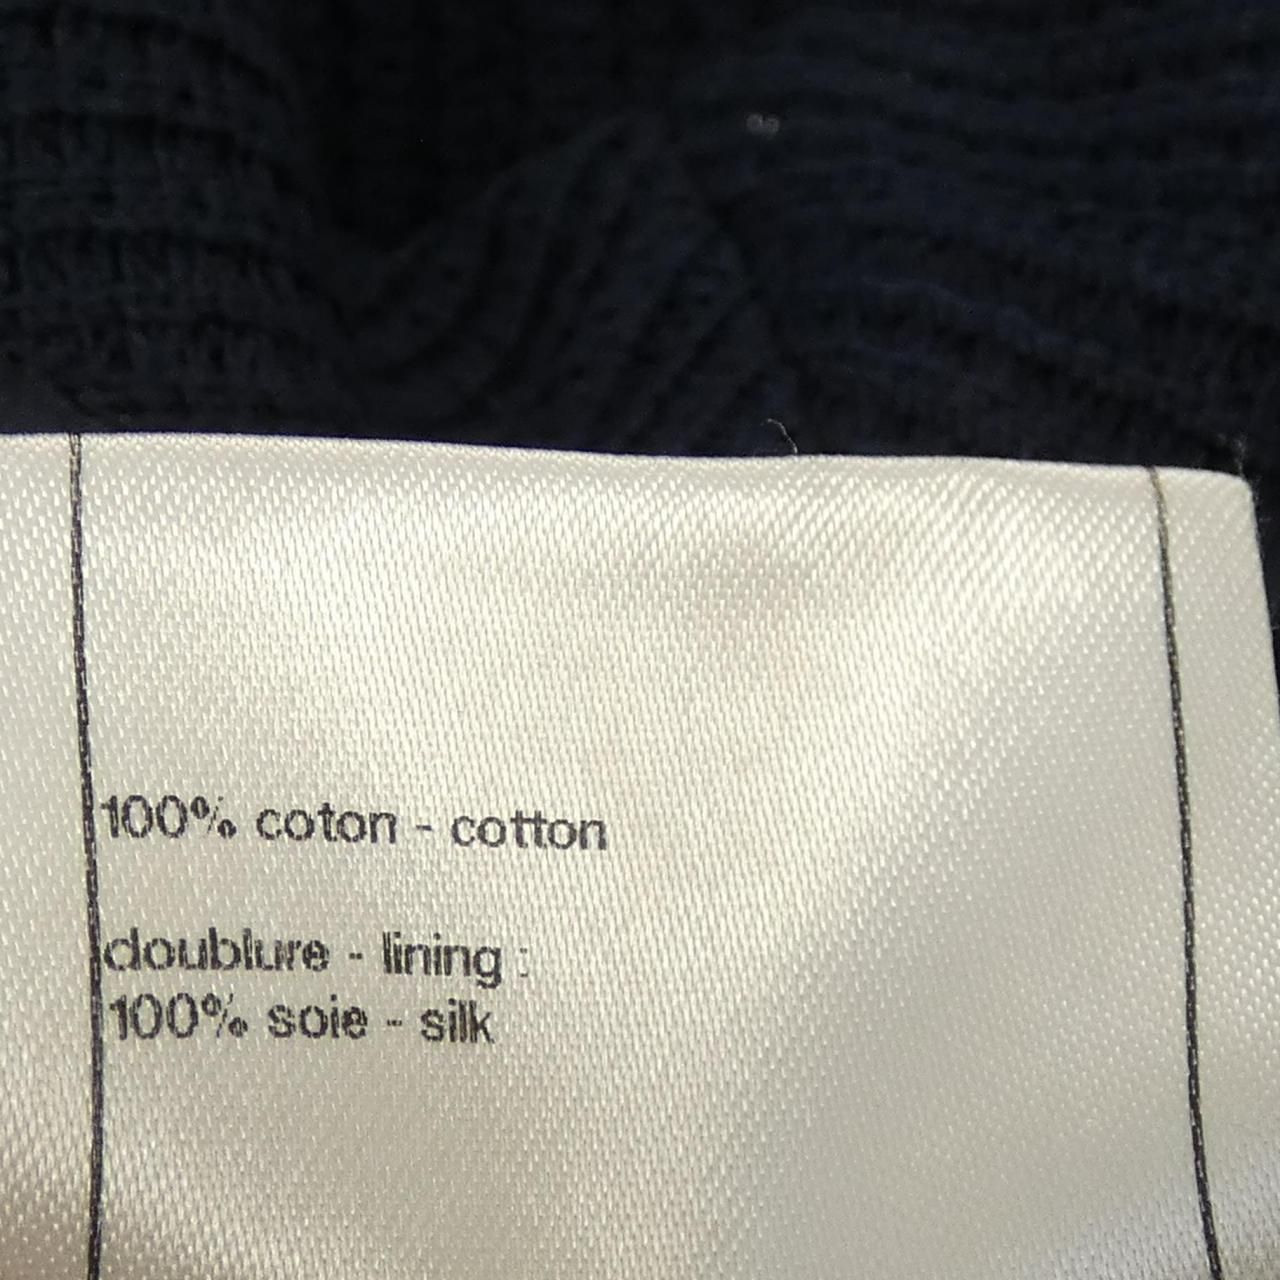 100% coton - cotton
doublure - lining :
100% soie - silk